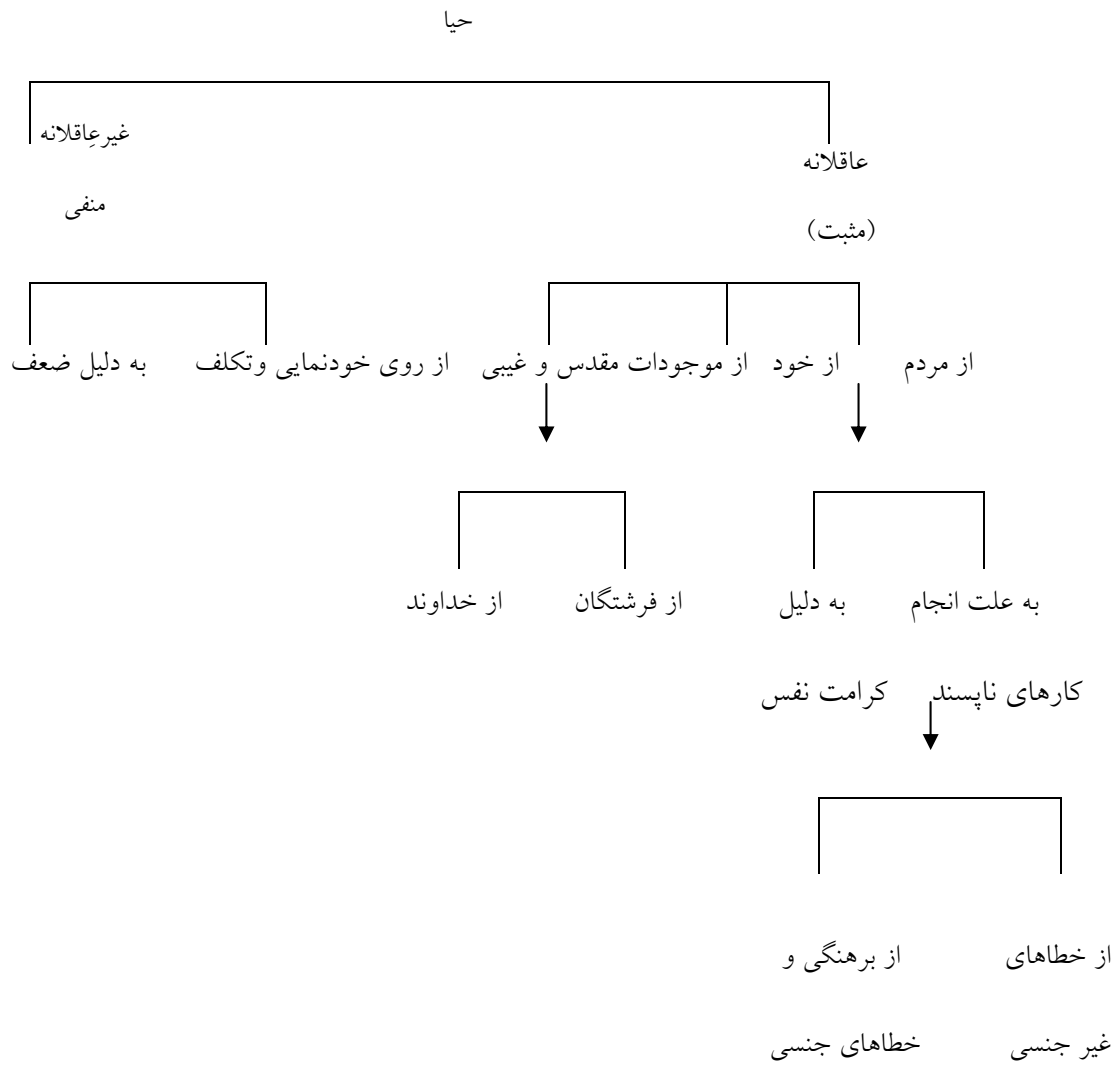 حیا
غیرعِاقلانه
عاقلانه
منفی
(مثبت)
از مردم از خود از موجودات مقدس و غیبی از روی خودنمایی وتکلف به دلیل ضعف
به علت انجام به دلیل از فرشتگان از خداوند
کارهای ناپسند کرامت نفس
از خطاهای از برهنگی و
غیر جنسی خطاهای جنسی